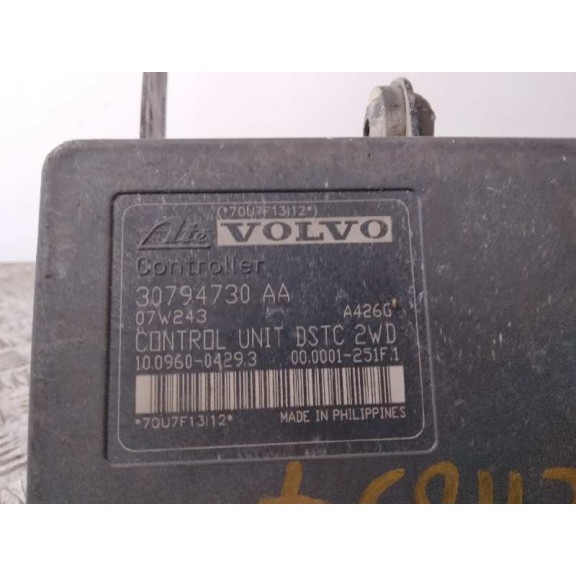 (*70U7F13I12*)
Ate VOLVO
Controller
30794730 AA
07W243 A426G
CONTROL UNIT DSTC 2WD
10.0960-0429.3 00.0001-251F.1
*70U7F13I12* MADE IN PHILIPPINES